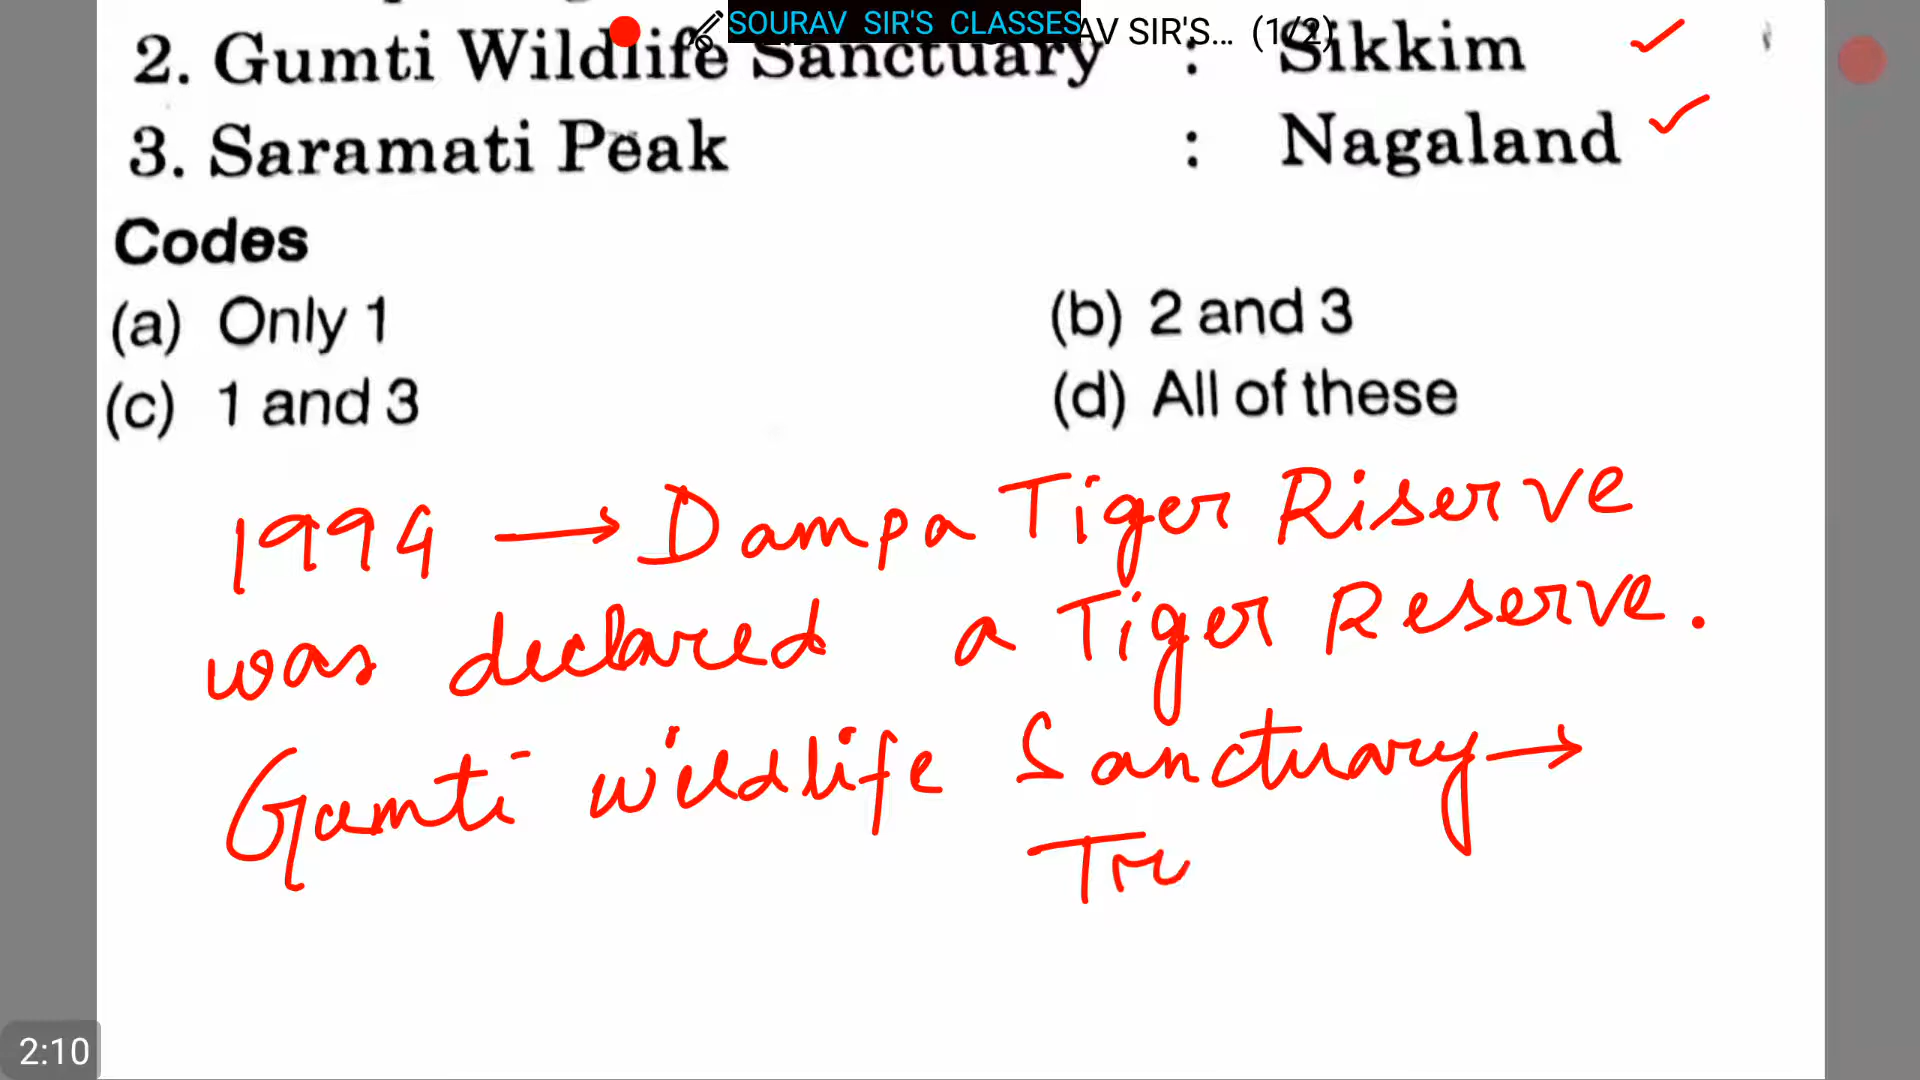 SOURAV SIR'S CLASSES AV SIR'S... (1/2)
2. Gumti Wildlife Sanctuary : Sikkim
3. Saramati Peak : Nagaland
Codes
(a) Only 1 (b) 2 and 3
(c) 1 and 3 (d) All of these
1994 → Dampa Tiger Riserve
was declared a Tiger Reserve.
Gumti wildlife Sanctuary →
Tri
2:10